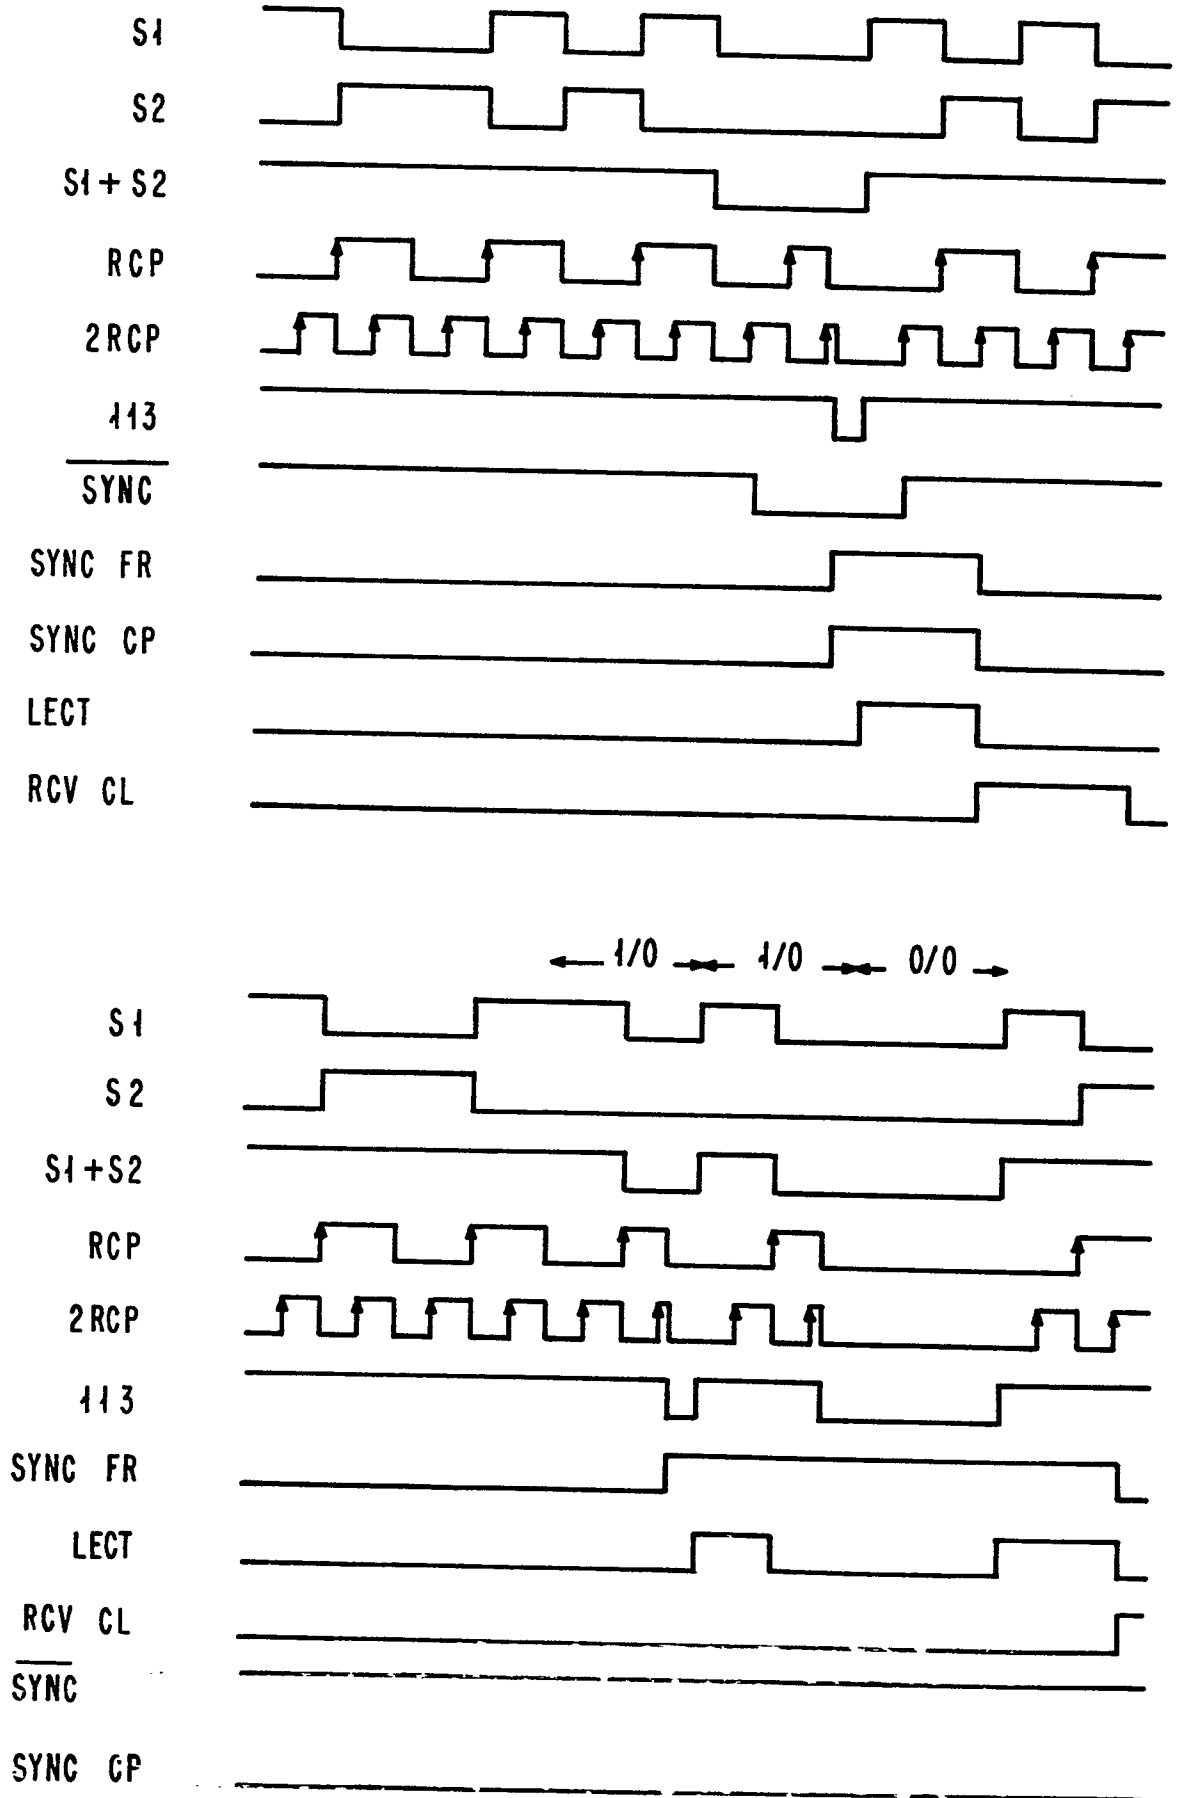 S1
S2
S1+S2
RCP
2RCP
113
SYNC
SYNC FR
SYNC CP
LECT
RCV CL
1/0 1/0 0/0
S1
S2
S1+S2
RCP
2RCP
113
SYNC FR
LECT
RCV CL
SYNC
SYNC CP